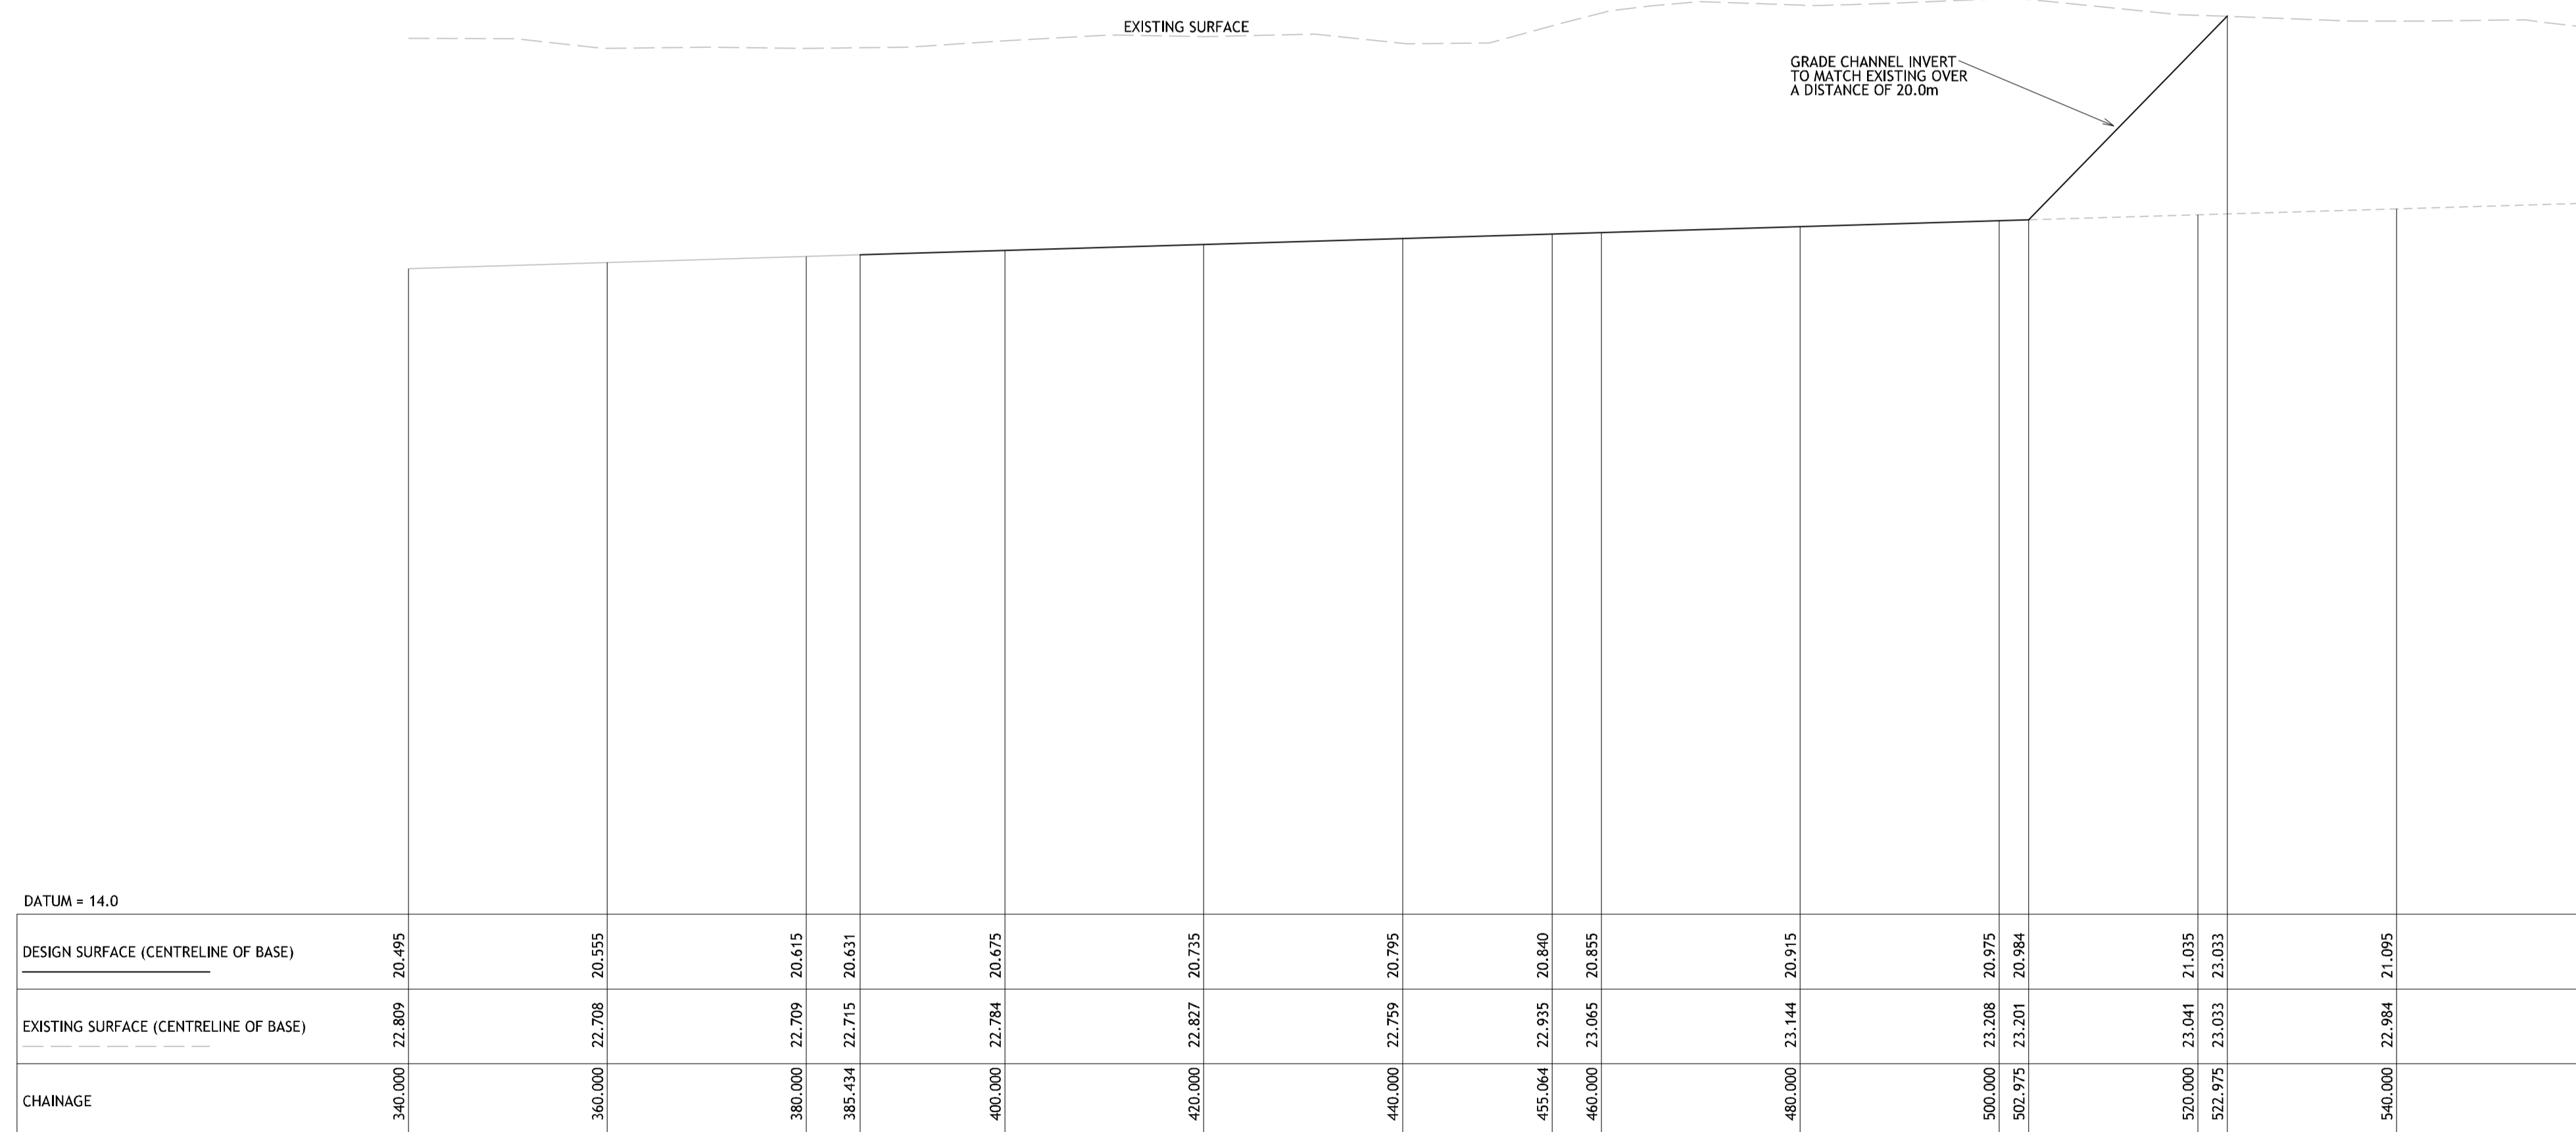 EXISTING SURFACE
GRADE CHANNEL INVERT
TO MATCH EXISTING OVER
A DISTANCE OF 20.0m
DATUM = 14.0
DESIGN SURFACE (CENTRELINE OF BASE) 20.495 20.555 20.615 20.631 20.675 20.735 20.795 20.840 20.855 20.915 20.975 20.984 21.035 23.033 21.095
EXISTING SURFACE (CENTRELINE OF BASE) 22.809 22.708 22.709 22.715 22.784 22.827 22.759 22.935 23.065 23.144 23.208 23.201 23.041 23.033 22.984
CHAINAGE 340.000 360.000 380.000 385.434 400.000 420.000 440.000 455.064 460.000 480.000 500.000 502.975 520.000 522.975 540.000